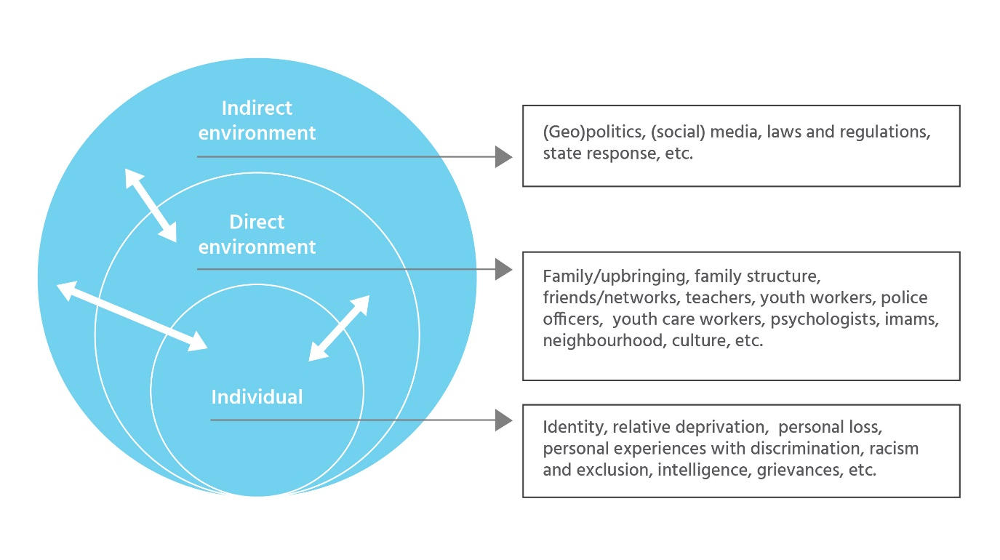 Indirect
environment
(Geo)politics, (social) media, laws and regulations,
state response, etc.
Direct
environment
Family/upbringing, family structure,
friends/networks, teachers, youth workers, police
officers,  youth care workers, psychologists, imams,
neighbourhood, culture, etc.
Individual
Identity, relative deprivation,  personal loss,
personal experiences with discrimination, racism
and exclusion, intelligence, grievances, etc.